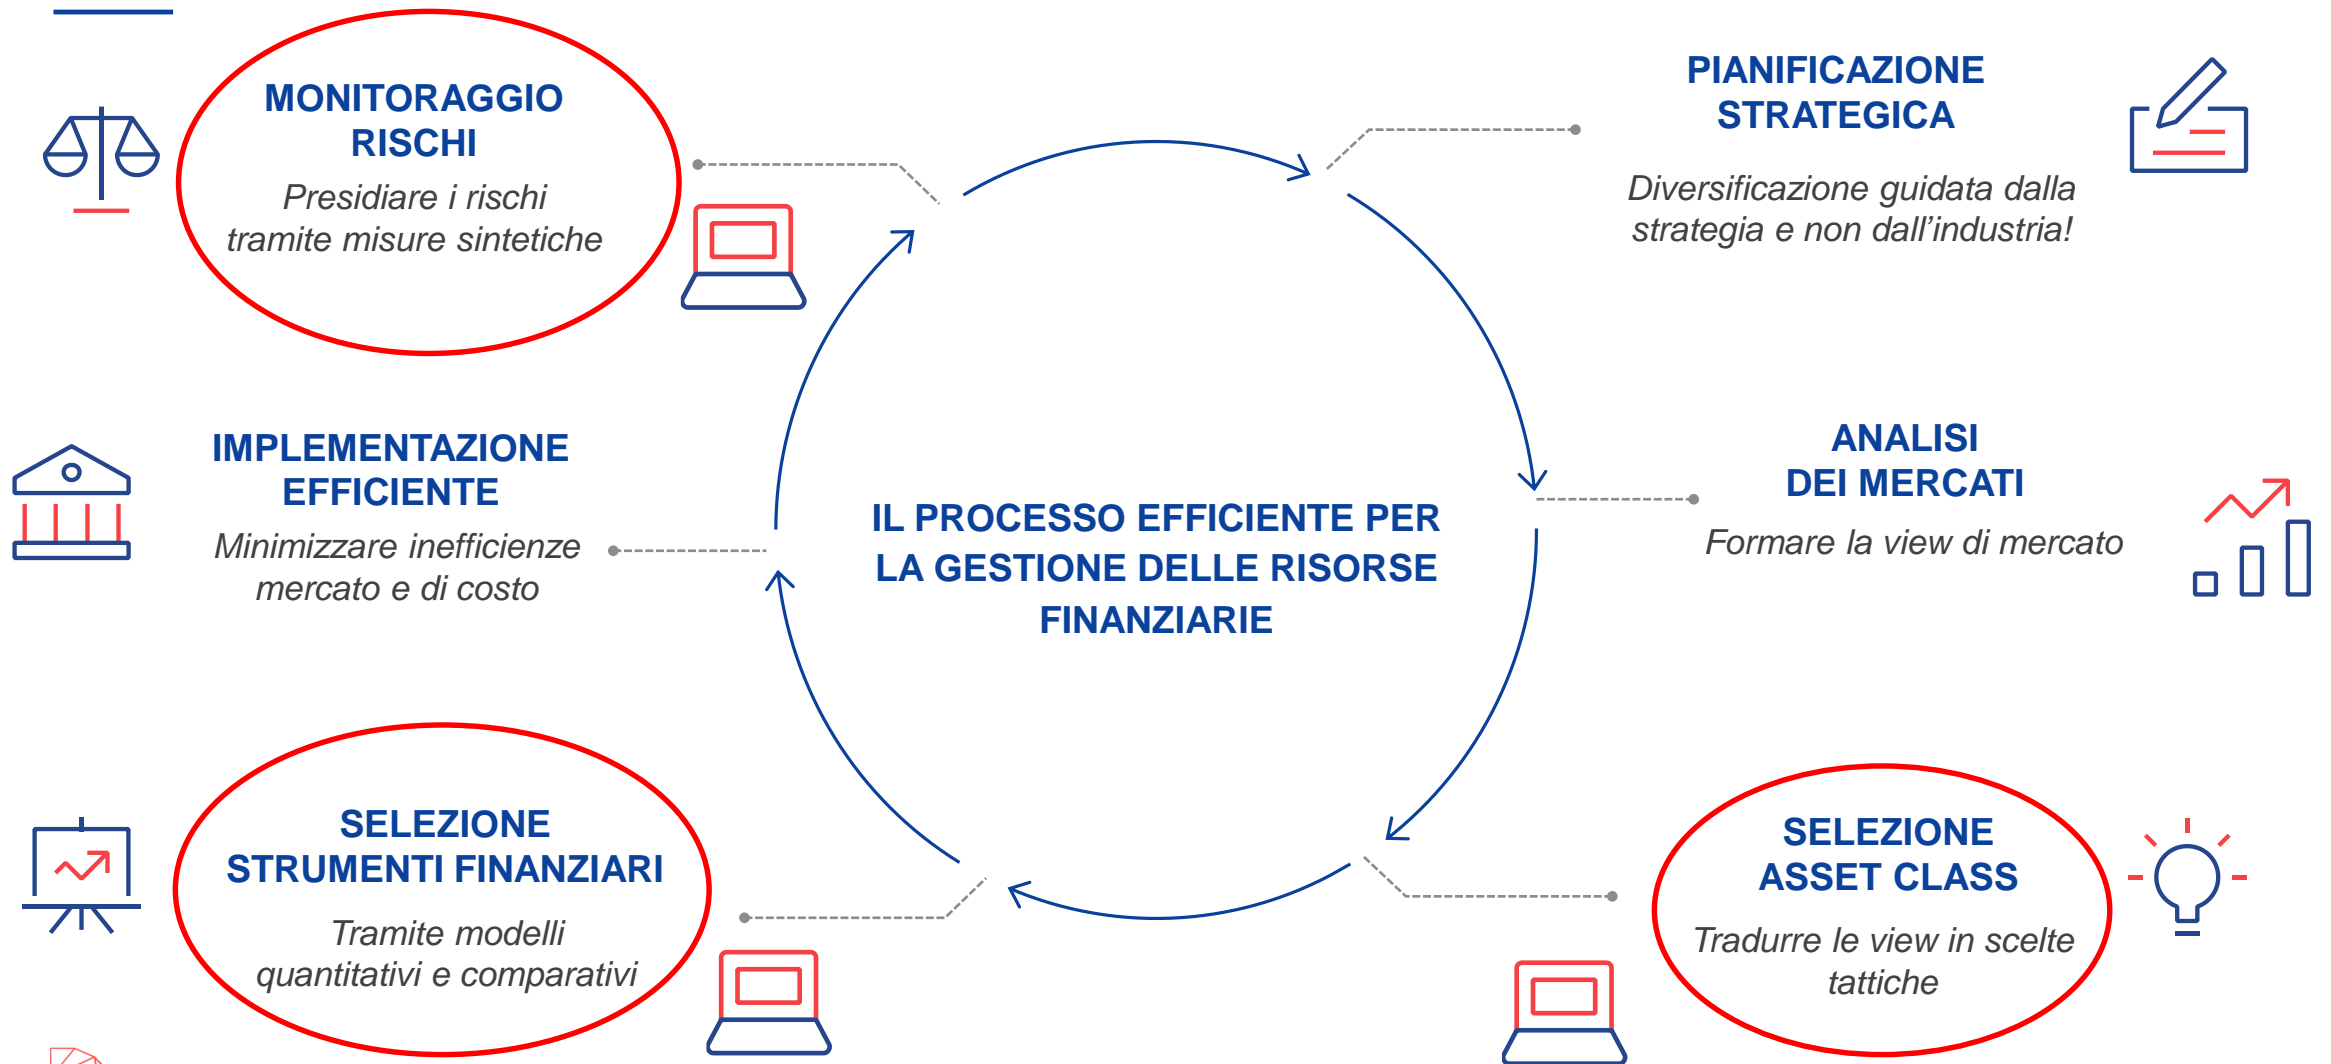 MONITORAGGIO
RISCHI
Presidiare i rischi
tramite misure sintetiche
PIANIFICAZIONE
STRATEGICA
Diversificazione guidata dalla
strategia e non dall'industria!
IMPLEMENTAZIONE
EFFICIENTE
Minimizzare inefficienze
mercato e di costo
IL PROCESSO EFFICIENTE PER
LA GESTIONE DELLE RISORSE
FINANZIARIE
ANALISI
DEI MERCATI
Formare la view di mercato
SELEZIONE
STRUMENTI FINANZIARI
Tramite modelli
quantitativi e comparativi
SELEZIONE
ASSET CLASS
Tradurre le view in scelte
tattiche